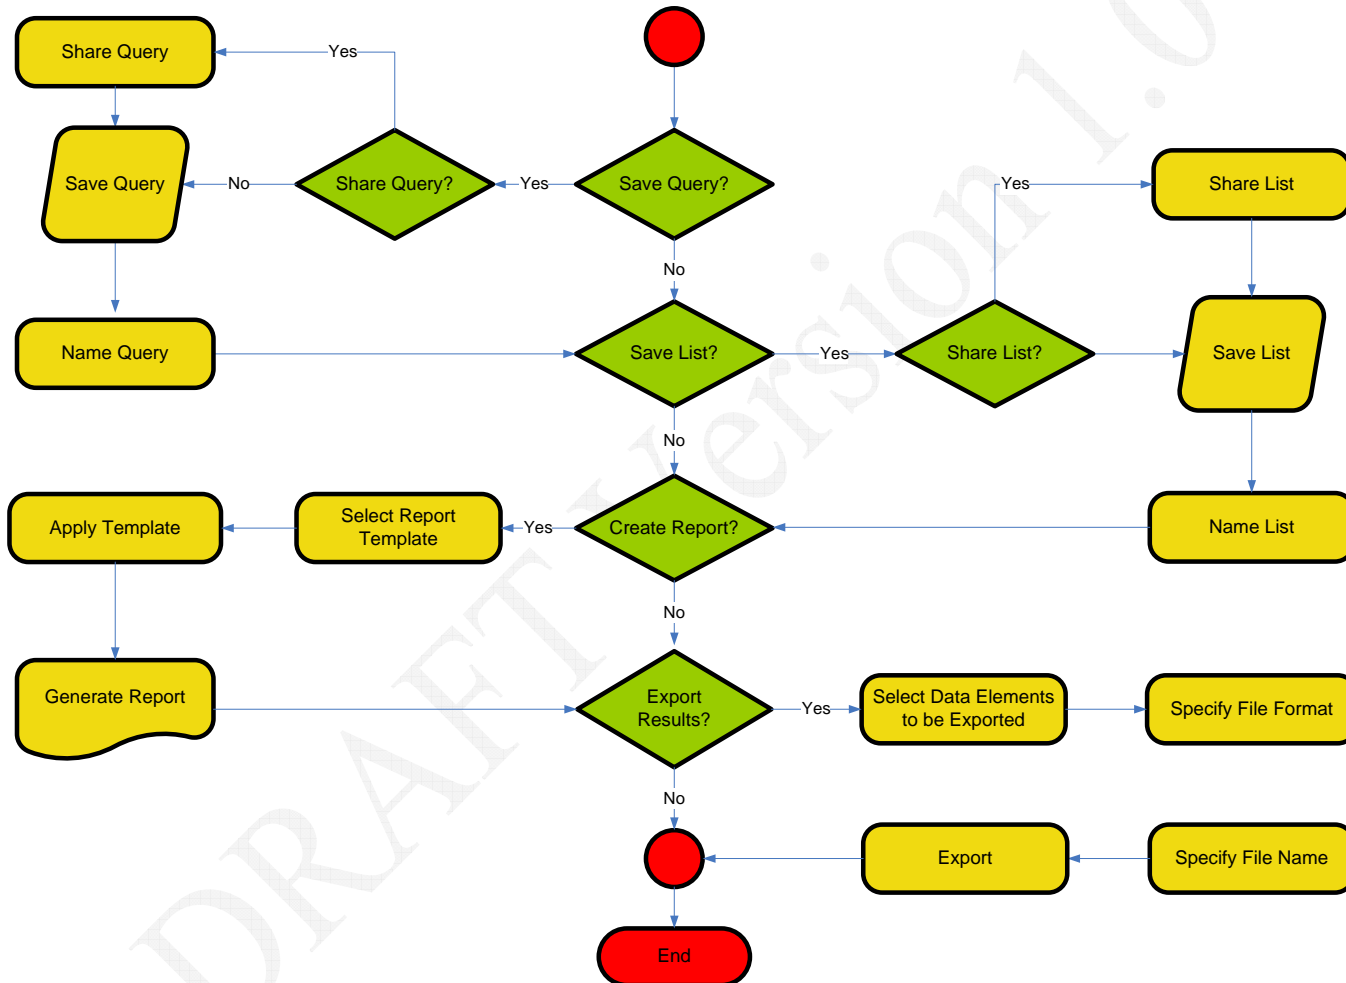 Share Query
Yes
Save Query
No
Share Query?
Yes
Save Query?
Yes
Share List
No
Name Query
Save List?
Yes
Share List?
Save List
No
Apply Template
Select Report
Template
Yes
Create Report?
Name List
No
Generate Report
Export
Results?
Yes
Select Data Elements
to be Exported
Specify File Format
No
Export
Specify File Name
End
DRAFT Version 1.0